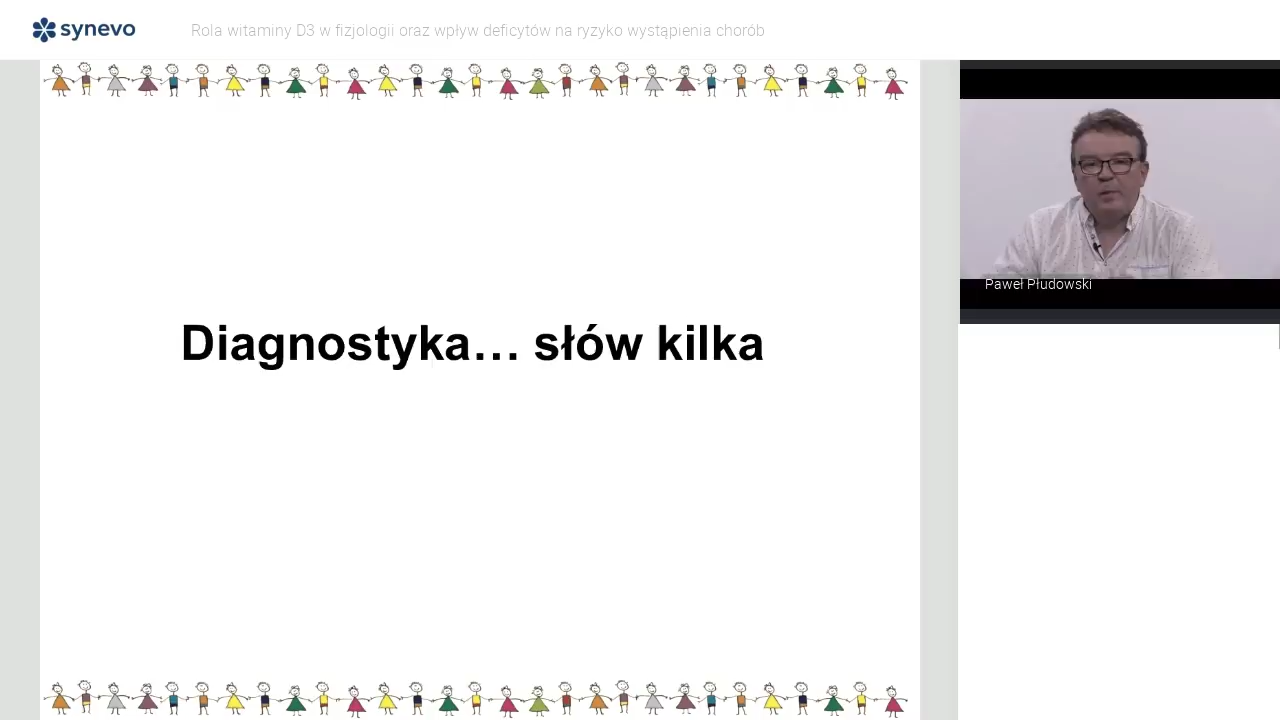 synevo
Rola witaminy D3 w fizjologii oraz wpływ deficytów na ryzyko wystąpienia chorób
Paweł Płudowski
Diagnostyka… słów kilka